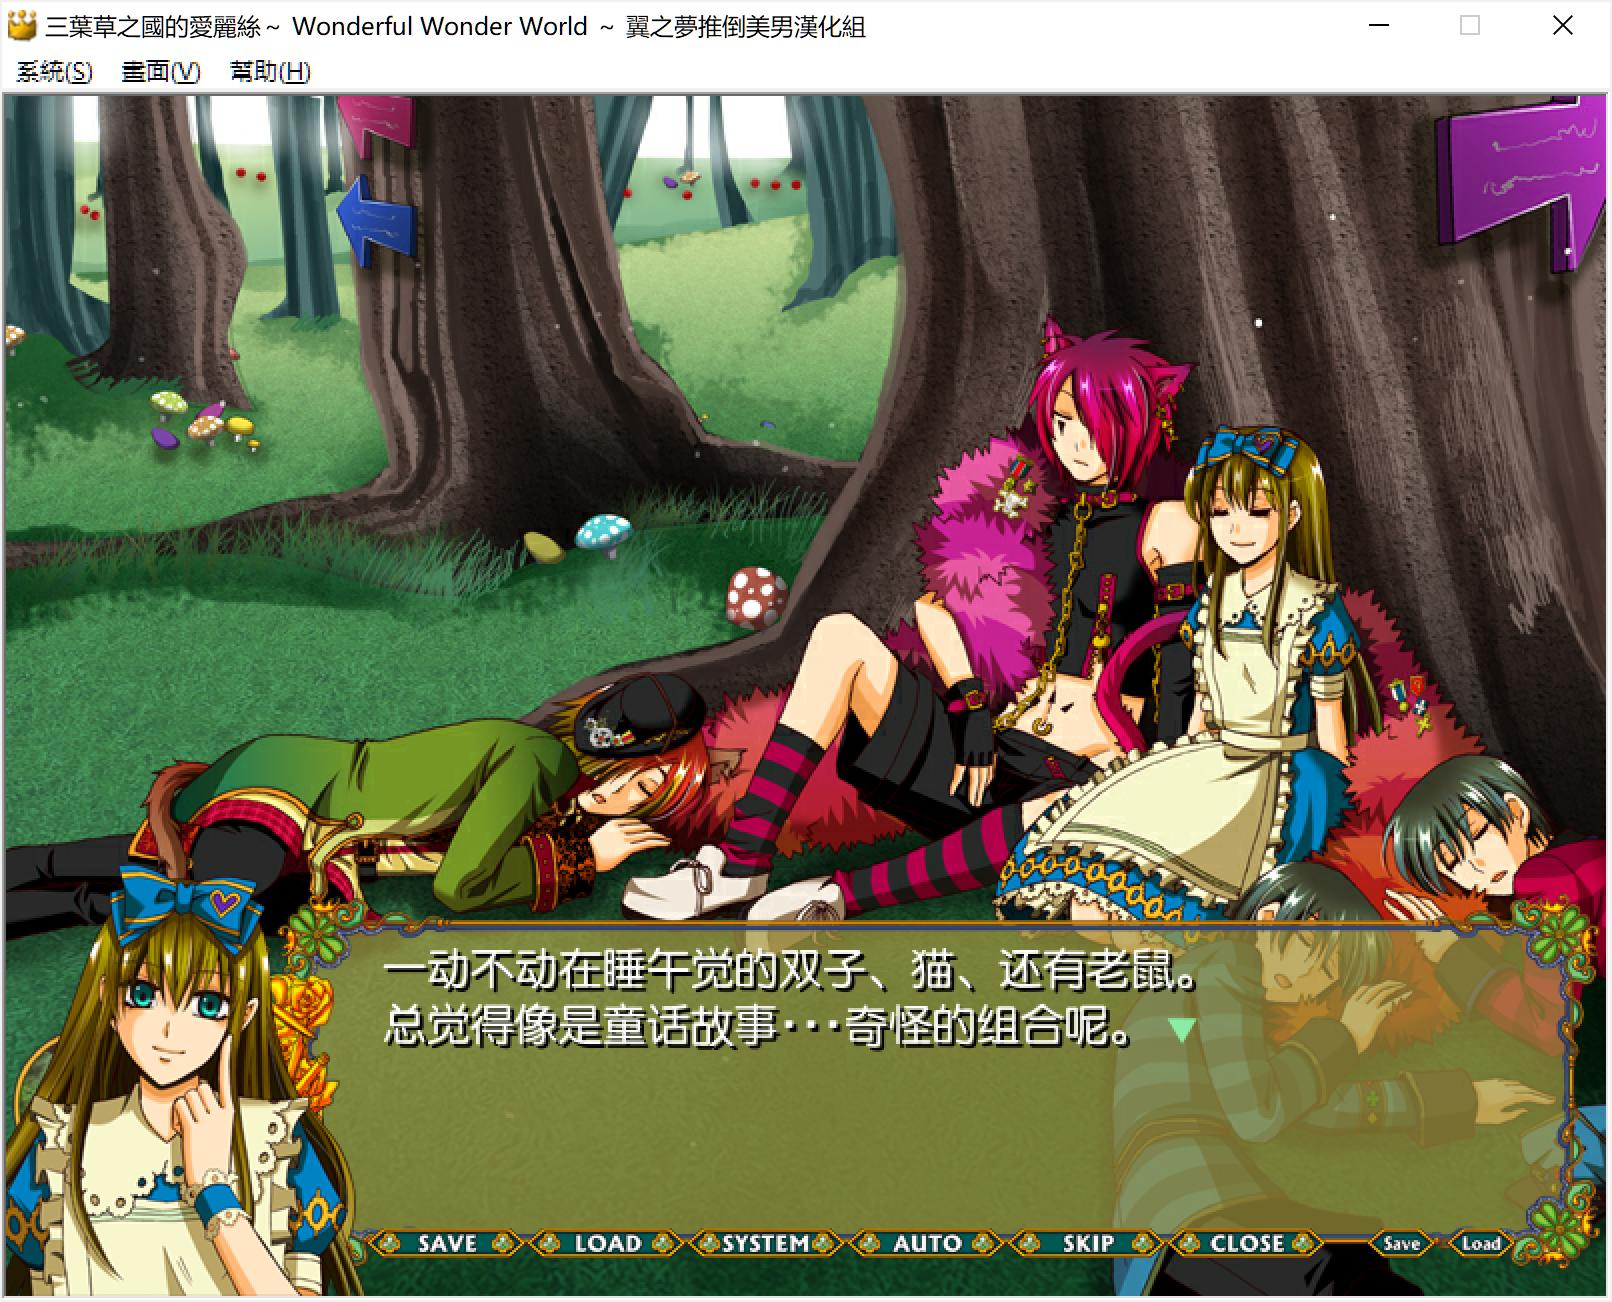 三葉草之國的愛麗絲～ Wonderful Wonder World ～ 翼之夢推倒美男漢化組
系統(S) 畫面(V) 幫助(H)
一动不动在睡午觉的双子、猫、还有老鼠。
总觉得像是童话故事･･･奇怪的组合呢。
SAVE LOAD SYSTEM AUTO SKIP CLOSE Save Load